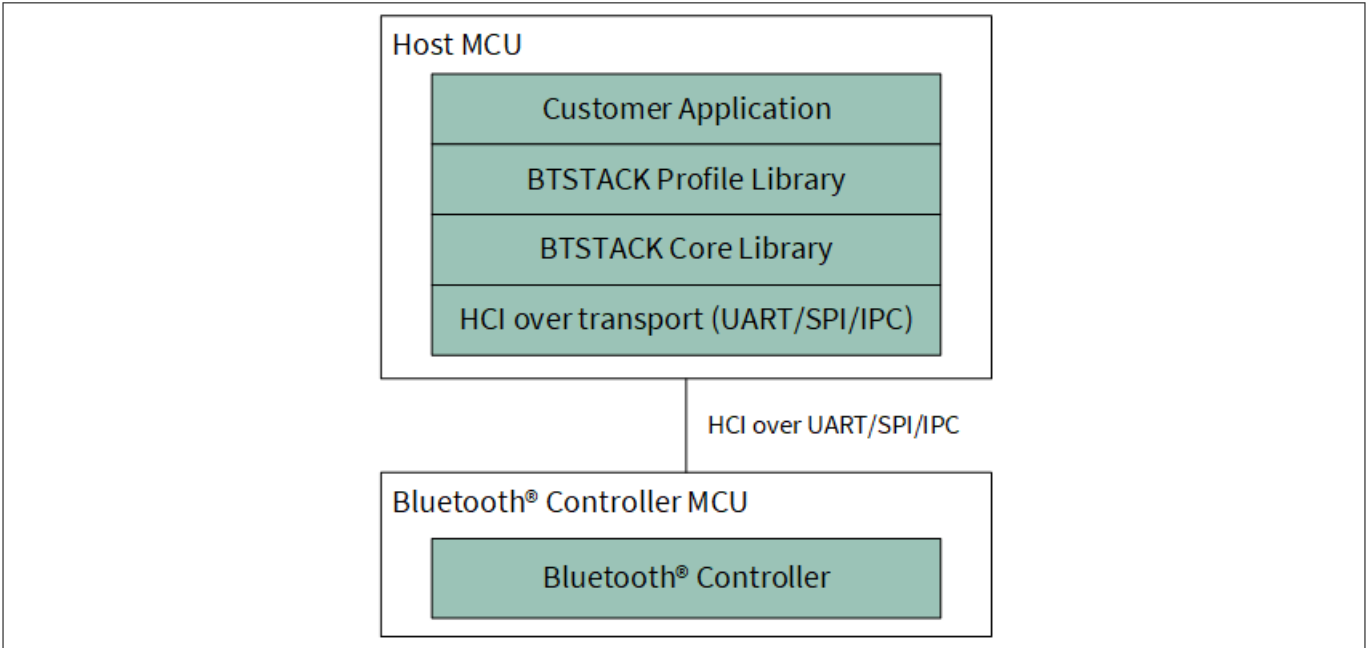 Host MCU
Customer Application
BTSTACK Profile Library
BTSTACK Core Library
HCI over transport (UART/SPI/IPC)
HCI over UART/SPI/IPC
Bluetooth® Controller MCU
Bluetooth® Controller